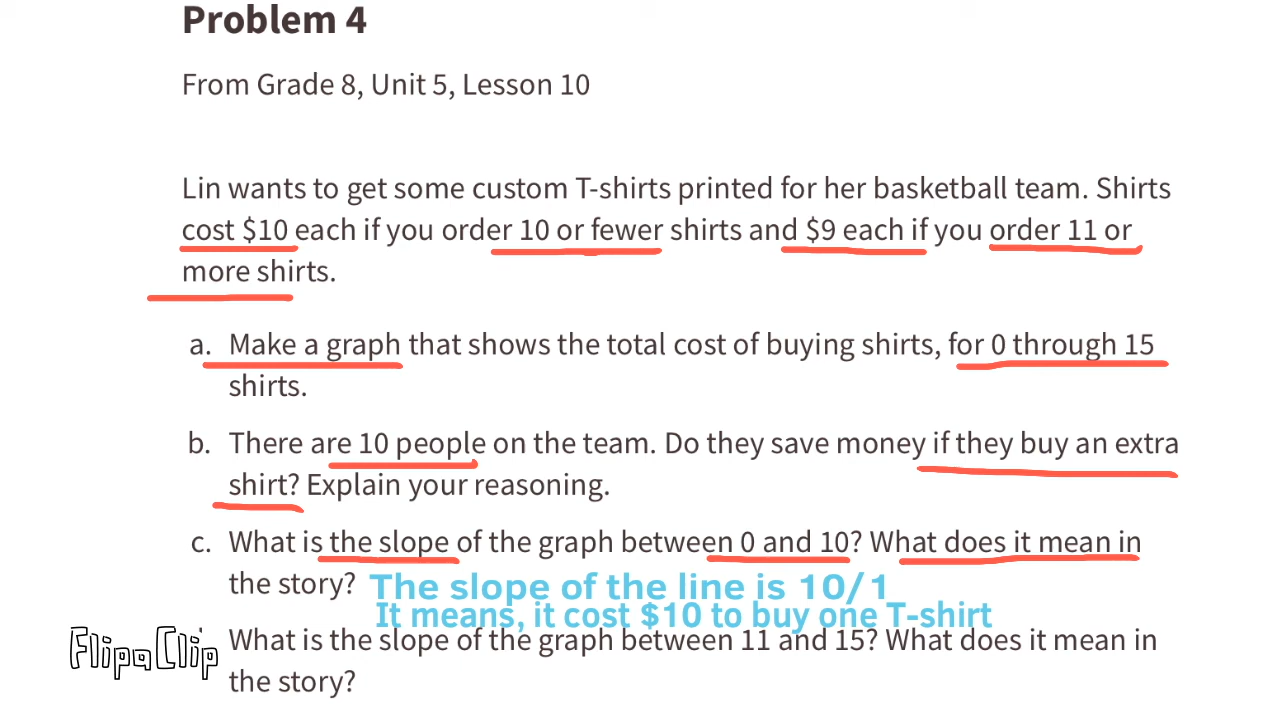 Problem 4
From Grade 8, Unit 5, Lesson 10
Lin wants to get some custom T-shirts printed for her basketball team. Shirts
cost $10 each if you order 10 or fewer shirts and $9 each if you order 11 or
more shirts.
a. Make a graph that shows the total cost of buying shirts, for 0 through 15
shirts.
b. There are 10 people on the team. Do they save money if they buy an extra
shirt? Explain your reasoning.
c. What is the slope of the graph between 0 and 10? What does it mean in
the story? The slope of the line is 10/1
It means, it cost $10 to buy one T-shirt
What is the slope of the graph between 11 and 15? What does it mean in
the story?
FlipaClip